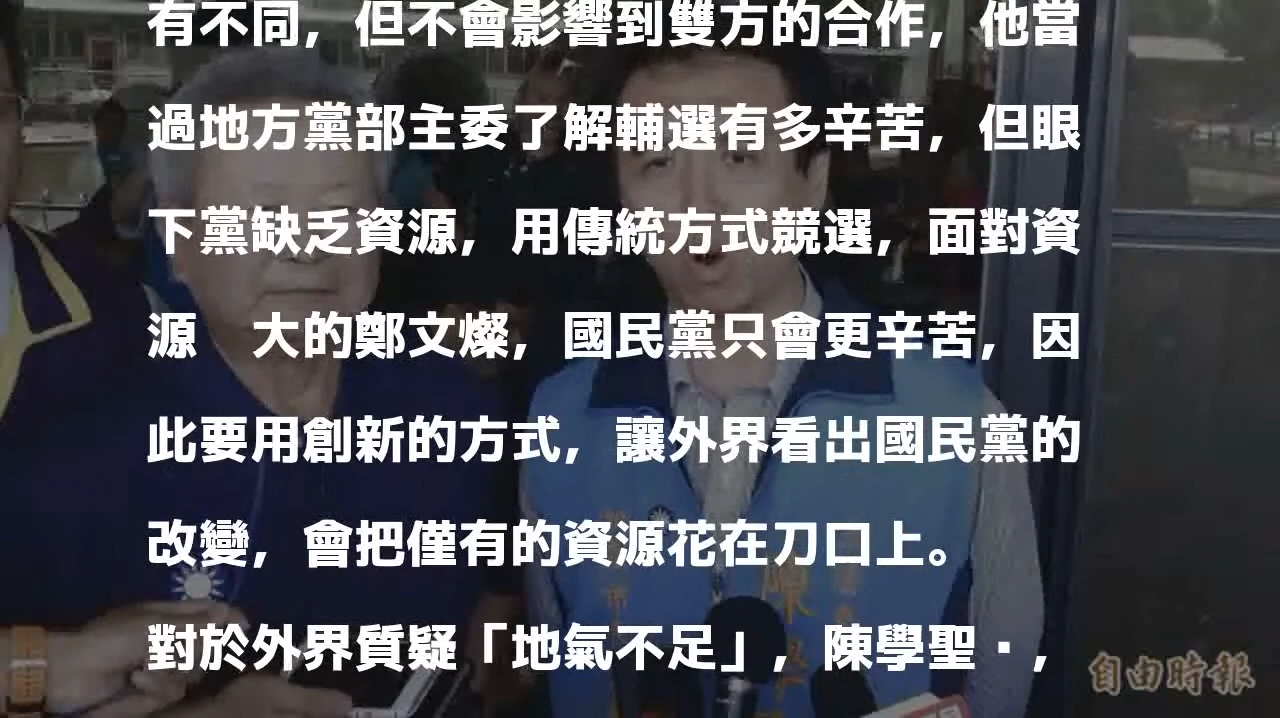 有不同，但不會影響到雙方的合作，他當
過地方黨部主委了解輔選有多辛苦，但眼
下黨缺乏資源，用傳統方式競選，面對資
源　大的鄭文燦，國民黨只會更辛苦，因
此要用創新的方式，讓外界看出國民黨的
改變，會把僅有的資源花在刀口上。
對於外界質疑「地氣不足」，陳學聖·，
自由時報